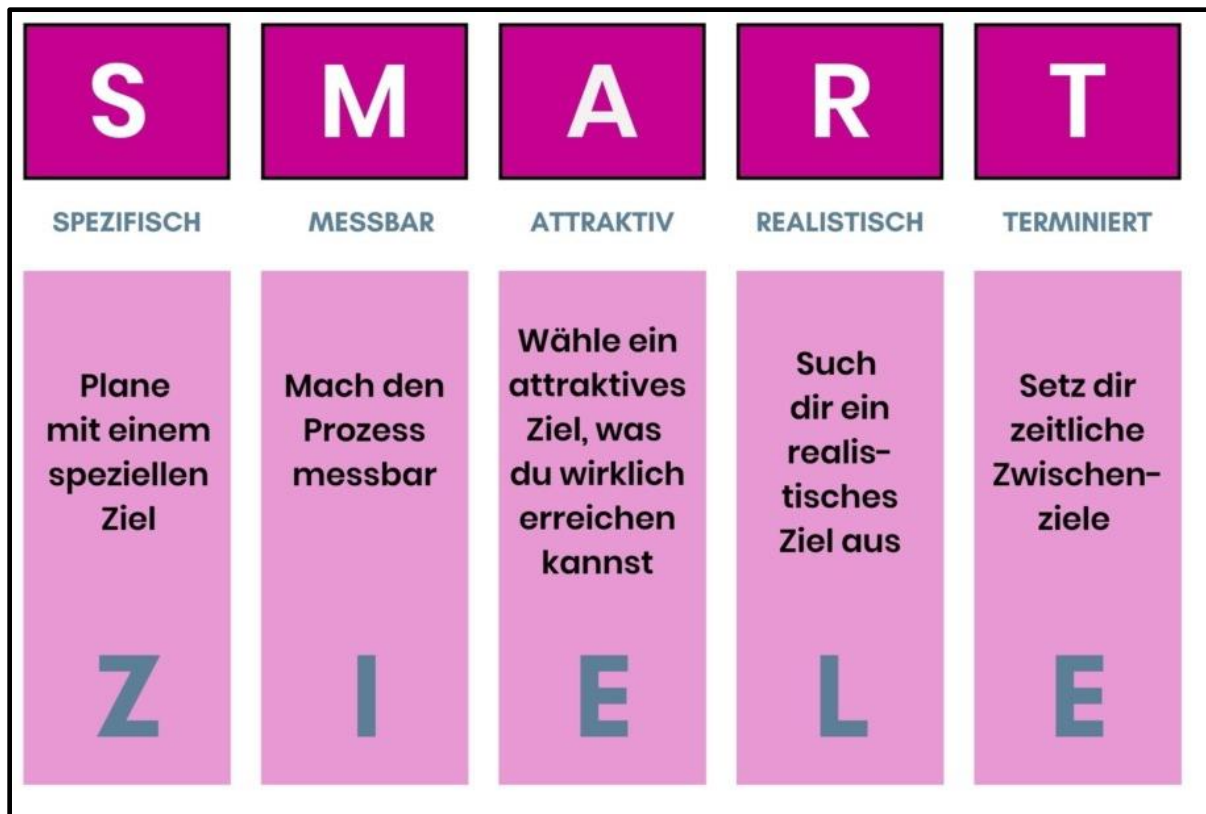 S M A R T
SPEZIFISCH MESSBAR ATTRAKTIV REALISTISCH TERMINIERT
Plane
mit einem
speziellen
Ziel
Mach den
Prozess
messbar
Wähle ein
attraktives
Ziel, was
du wirklich
erreichen
kannst
Such
dir ein
realis-
tisches
Ziel aus
Setz dir
zeitliche
Zwischen-
ziele
Z I E L E